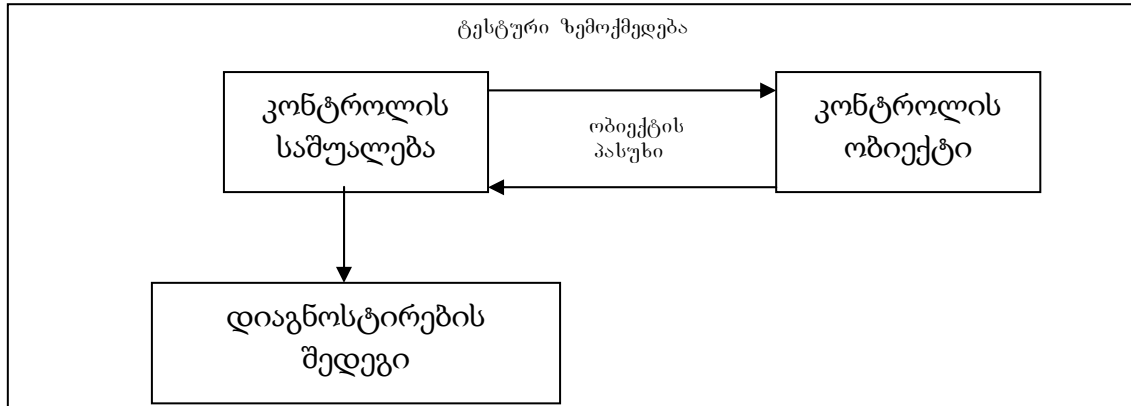 ტესტური ზემოქმედება
კონტროლის
საშუალება
ობიექტის
პასუხი
კონტროლის
ობიექტი
დიაგნოსტირების
შედეგი